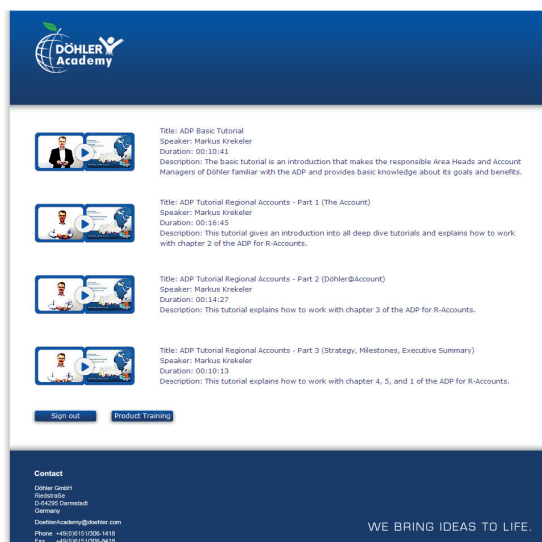 DÖHLER
Academy
Title: ADP Basic Tutorial
Speaker: Markus Krekeler
Duration: 00:10:41
Description: The basic tutorial is an introduction that makes the responsible Area Heads and Account
Managers of Döhler familiar with the ADP and provides basic knowledge about its goals and benefits.
Title: ADP Tutorial Regional Accounts - Part 1 (The Account)
Speaker: Markus Krekeler
Duration: 00:16:45
Description: This tutorial gives an introduction into all deep dive tutorials and explains how to work
with chapter 2 of the ADP for R-Accounts.
Title: ADP Tutorial Regional Accounts - Part 2 (Döhler@Account)
Speaker: Markus Krekeler
Duration: 00:14:27
Description: This tutorial explains how to work with chapter 3 of the ADP for R-Accounts.
Title: ADP Tutorial Regional Accounts - Part 3 (Strategy, Milestones, Executive Summary)
Speaker: Markus Krekeler
Duration: 00:10:13
Description: This tutorial explains how to work with chapter 4, 5, and 1 of the ADP for R-Accounts.
Sign out
Product Training
Contact
Döhler GmbH
Riedstraße
D-64295 Darmstadt
Germany
DoehlerAcademy@doehler.com
Phone +49(0)6151/306-1418
Fax +49(0)6151/306-8418
WE BRING IDEAS TO LIFE.